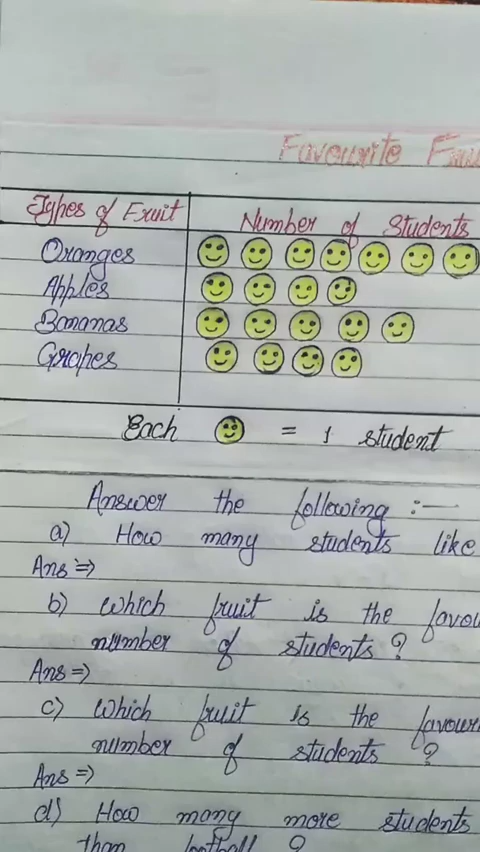 Favourite
Types of Fruit Number of Students
Oranges
Apples
Bananas
Grapes
Each = 1 student
Answer the following :—
a) How many students like
Ans :⇒
b) Which fruit is the
number of students ?
Ans ⇒
c) Which fruit is the
number of students ?
Ans ⇒
d) How many more students
than football ?